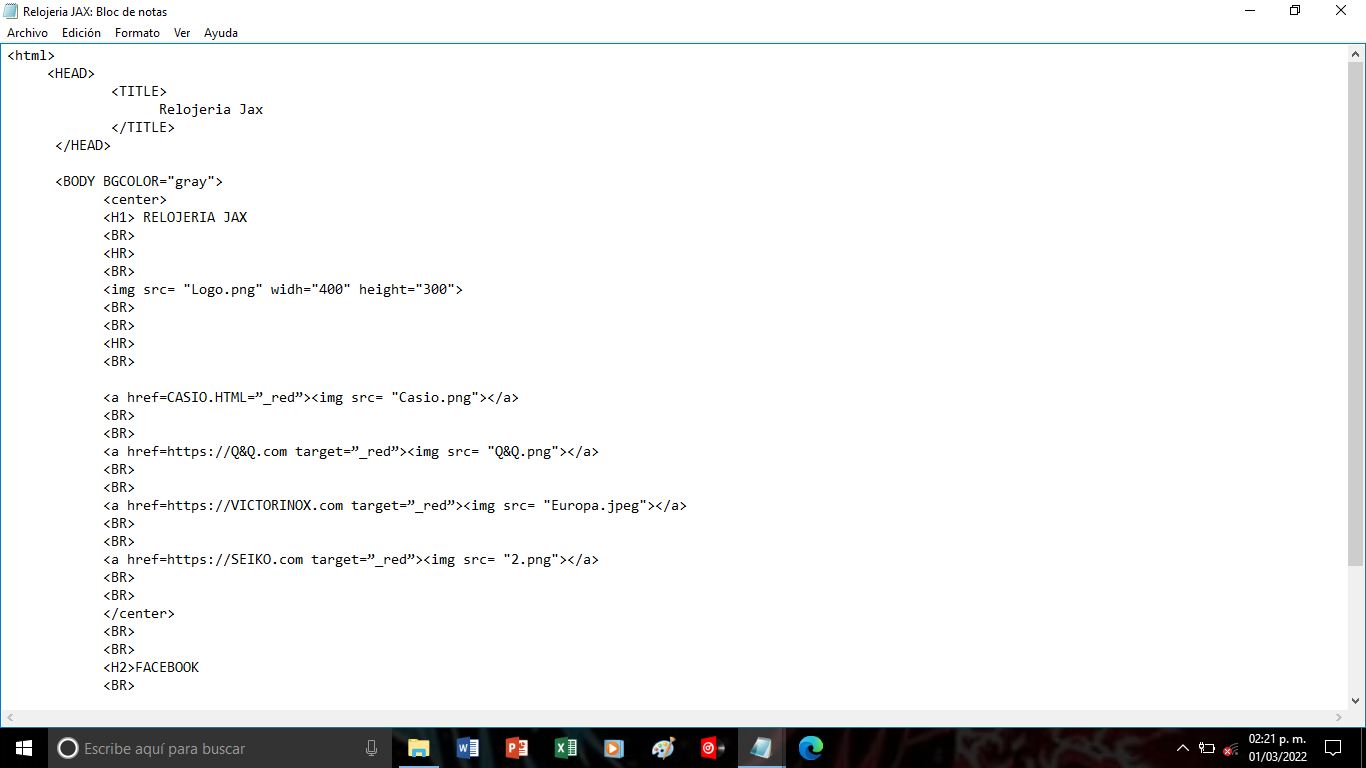 Relojeria JAX: Bloc de notas
Archivo Edición Formato Ver Ayuda
<html>
<HEAD>
<TITLE>
Relojeria Jax
</TITLE>
</HEAD>
<BODY BGCOLOR="gray">
<center>
<H1> RELOJERIA JAX
<BR>
<HR>
<BR>
<img src= "Logo.png" widh="400" height="300">
<BR>
<BR>
<HR>
<BR>
<a href=CASIO.HTML=”_red”><img src= "Casio.png"></a>
<BR>
<BR>
<a href=https://Q&Q.com target=”_red”><img src= "Q&Q.png"></a>
<BR>
<BR>
<a href=https://VICTORINOX.com target=”_red”><img src= "Europa.jpeg"></a>
<BR>
<BR>
<a href=https://SEIKO.com target=”_red”><img src= "2.png"></a>
<BR>
<BR>
</center>
<BR>
<BR>
<H2>FACEBOOK
<BR>
Escribe aquí para buscar
02:21 p. m.
01/03/2022